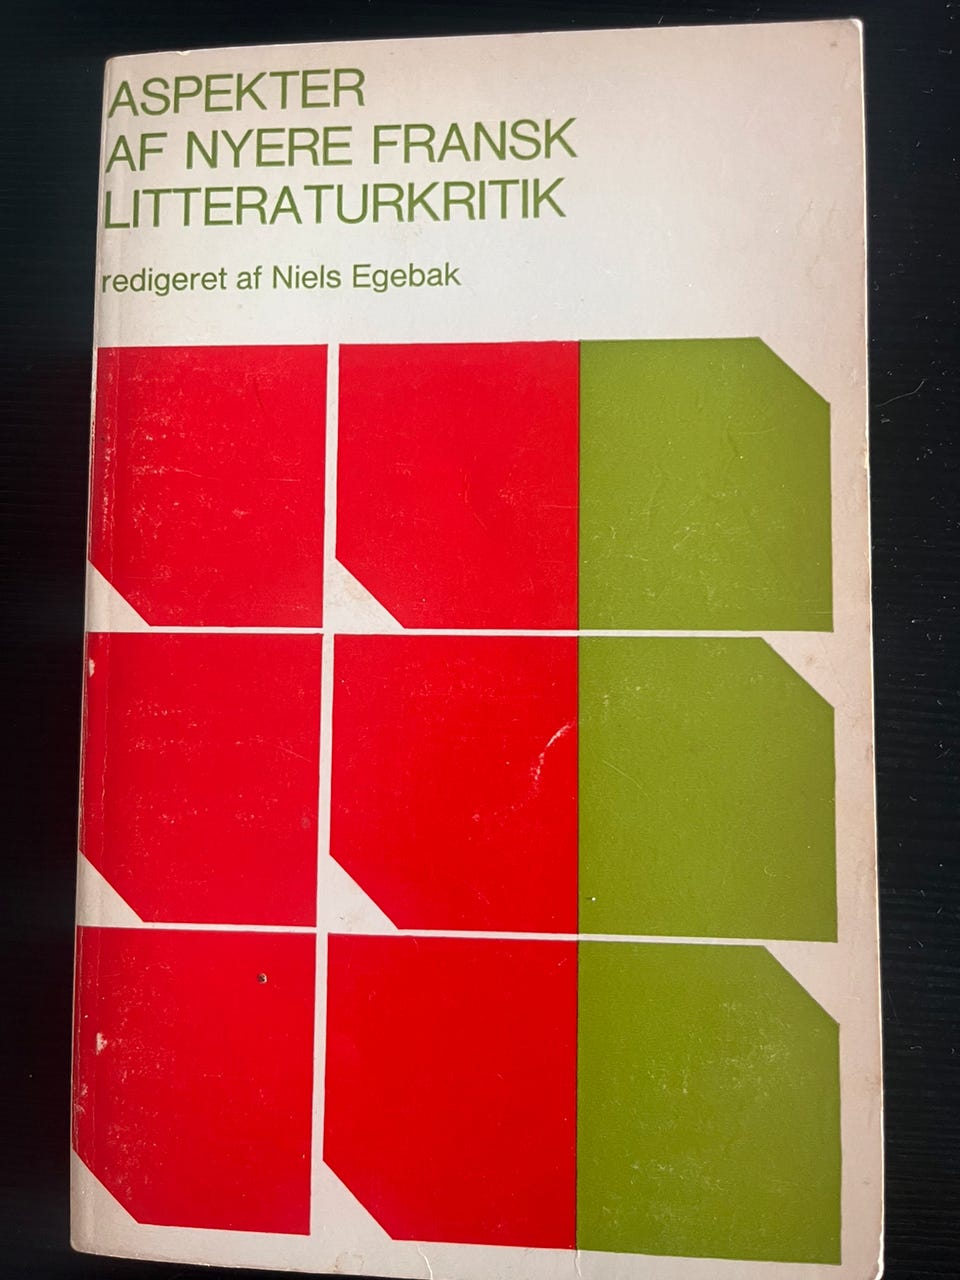 ASPEKTER
AF NYERE FRANSK
LITTERATURKRITIK
redigeret af Niels Egebak